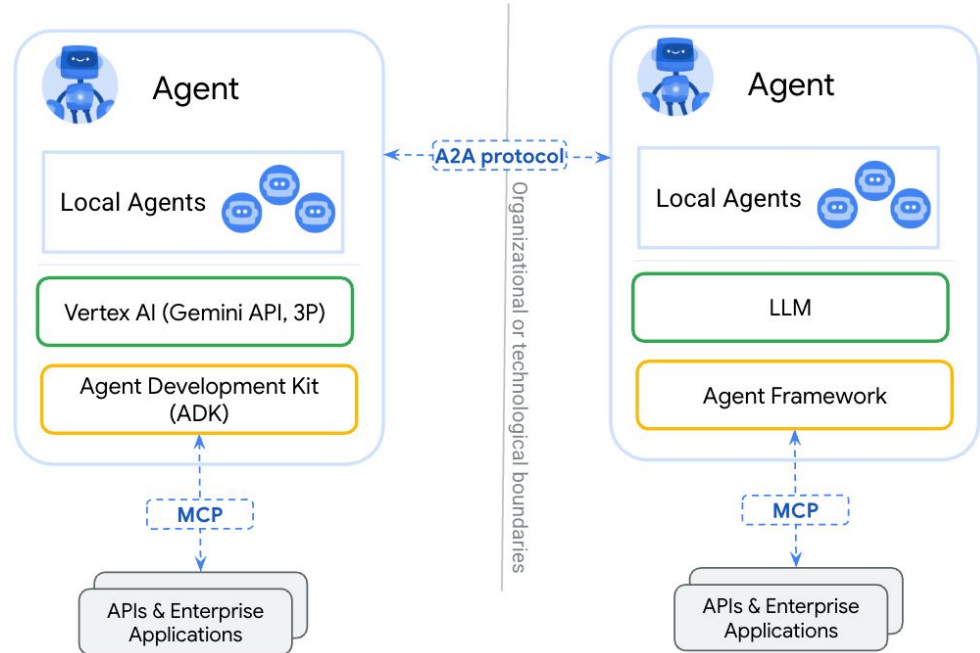 Agent
Local Agents
Vertex AI (Gemini API, 3P)
Agent Development Kit
(ADK)
MCP
APIs & Enterprise
Applications
A2A protocol
Organizational or technological boundaries
Agent
Local Agents
LLM
Agent Framework
MCP
APIs & Enterprise
Applications